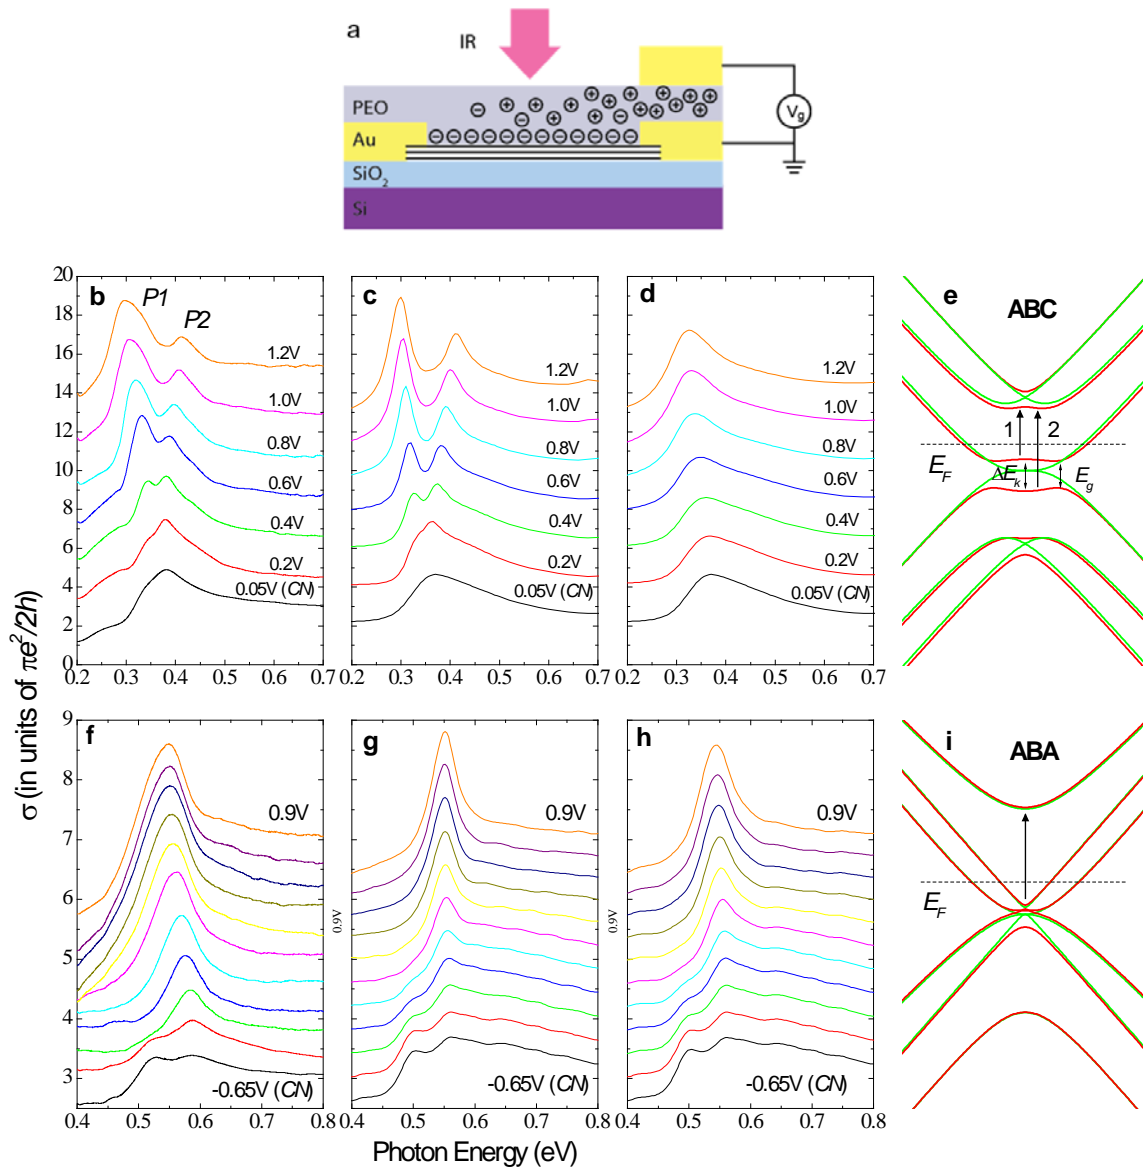 a
IR
PEO
Au
SiO2
Si
Vg
σ (in units of πe²/2h)
b
P1
P2
20
18
16
14
12
10
8
6
4
2
0
1.2V
1.0V
0.8V
0.6V
0.4V
0.2V
0.05V (CN)
0.2 0.3 0.4 0.5 0.6 0.7
c
1.2V
1.0V
0.8V
0.6V
0.4V
0.2V
0.05V (CN)
0.2 0.3 0.4 0.5 0.6 0.7
d
1.2V
1.0V
0.8V
0.6V
0.4V
0.2V
0.05V (CN)
0.2 0.3 0.4 0.5 0.6 0.7
e
ABC
1 2
EF
ΔEk
Eg
f
9
8
7
6
5
4
3
0.9V
-0.65V (CN)
0.4 0.5 0.6 0.7 0.8
g
0.9V
0.9V
-0.65V (CN)
0.4 0.5 0.6 0.7 0.8
h
0.9V
0.9V
-0.65V (CN)
0.4 0.5 0.6 0.7 0.8
i
ABA
EF
Photon Energy (eV)